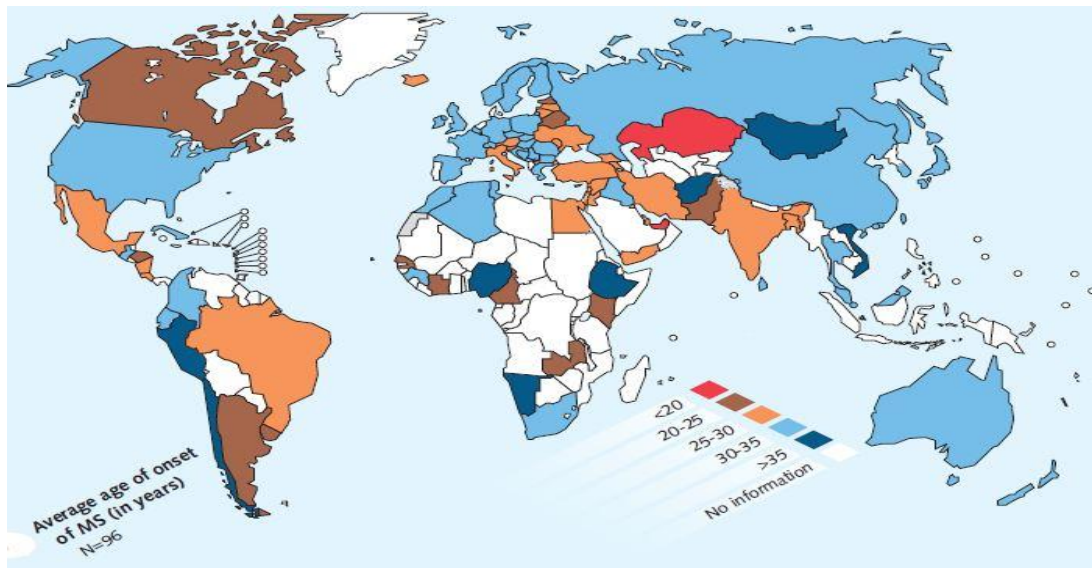 Average age of onset
of MS (in years)
N=96
<20
20-25
25-30
30-35
>35
No information